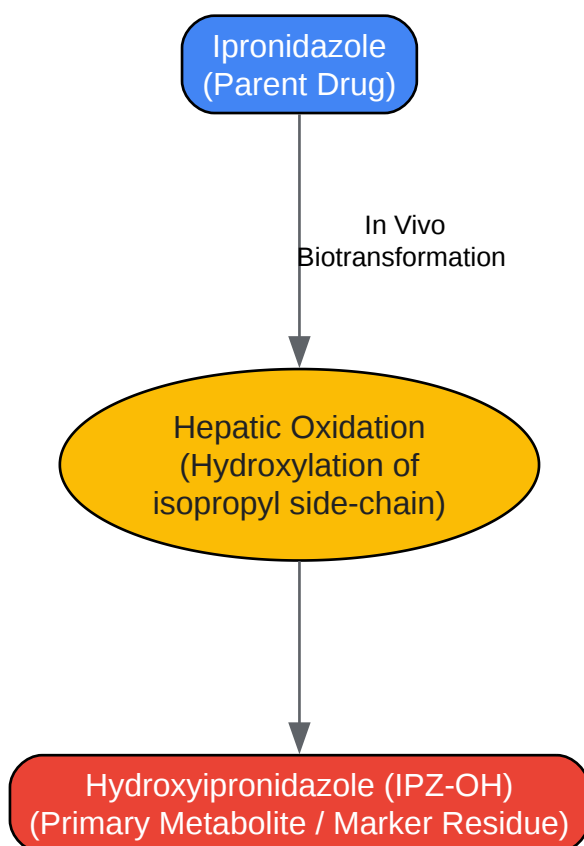 Ipronidazole
(Parent Drug)
In Vivo
Biotransformation
Hepatic Oxidation
(Hydroxylation of
isopropyl side-chain)
Hydroxyipronidazole (IPZ-OH)
(Primary Metabolite / Marker Residue)